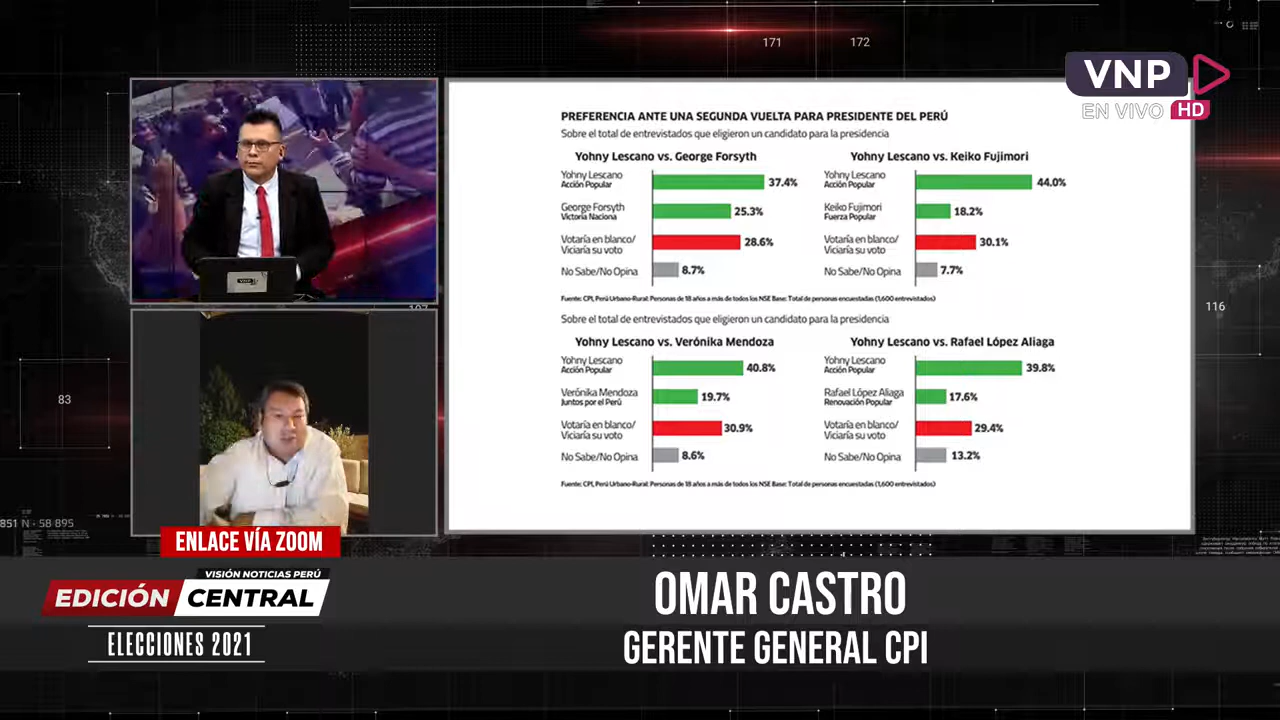 171
172
VNP
EN VIVO HD
PREFERENCIA ANTE UNA SEGUNDA VUELTA PARA PRESIDENTE DEL PERÚ
Sobre el total de entrevistados que eligieron un candidato para la presidencia
Yohny Lescano vs. George Forsyth
Yohny Lescano
Acción Popular
37.4%
George Forsyth
Victoria Naciona
25.3%
Votaría en blanco/
Viciaría su voto
28.6%
No Sabe/No Opina
8.7%
Yohny Lescano vs. Keiko Fujimori
Yohny Lescano
Acción Popular
44.0%
Keiko Fujimori
Fuerza Popular
18.2%
Votaría en blanco/
Viciaría su voto
30.1%
No Sabe/No Opina
7.7%
Fuente: CPI, Perú Urbano-Rural: Personas de 18 años a más de todos los NSE Base: Total de personas encuestadas (1,600 entrevistados)
Sobre el total de entrevistados que eligieron un candidato para la presidencia
Yohny Lescano vs. Verónika Mendoza
Yohny Lescano
Acción Popular
40.8%
Verónika Mendoza
Juntos por el Perú
19.7%
Votaría en blanco/
Viciaría su voto
30.9%
No Sabe/No Opina
8.6%
Yohny Lescano vs. Rafael López Aliaga
Yohny Lescano
Acción Popular
39.8%
Rafael López Aliaga
Renovación Popular
17.6%
Votaría en blanco/
Viciaría su voto
29.4%
No Sabe/No Opina
13.2%
Fuente: CPI, Perú Urbano-Rural: Personas de 18 años a más de todos los NSE Base: Total de personas encuestadas (1,600 entrevistados)
VNP
116
83
851 N - 58 895
ENLACE VÍA ZOOM
VISIÓN NOTICIAS PERÚ
EDICIÓN CENTRAL
ELECCIONES 2021
OMAR CASTRO
GERENTE GENERAL CPI